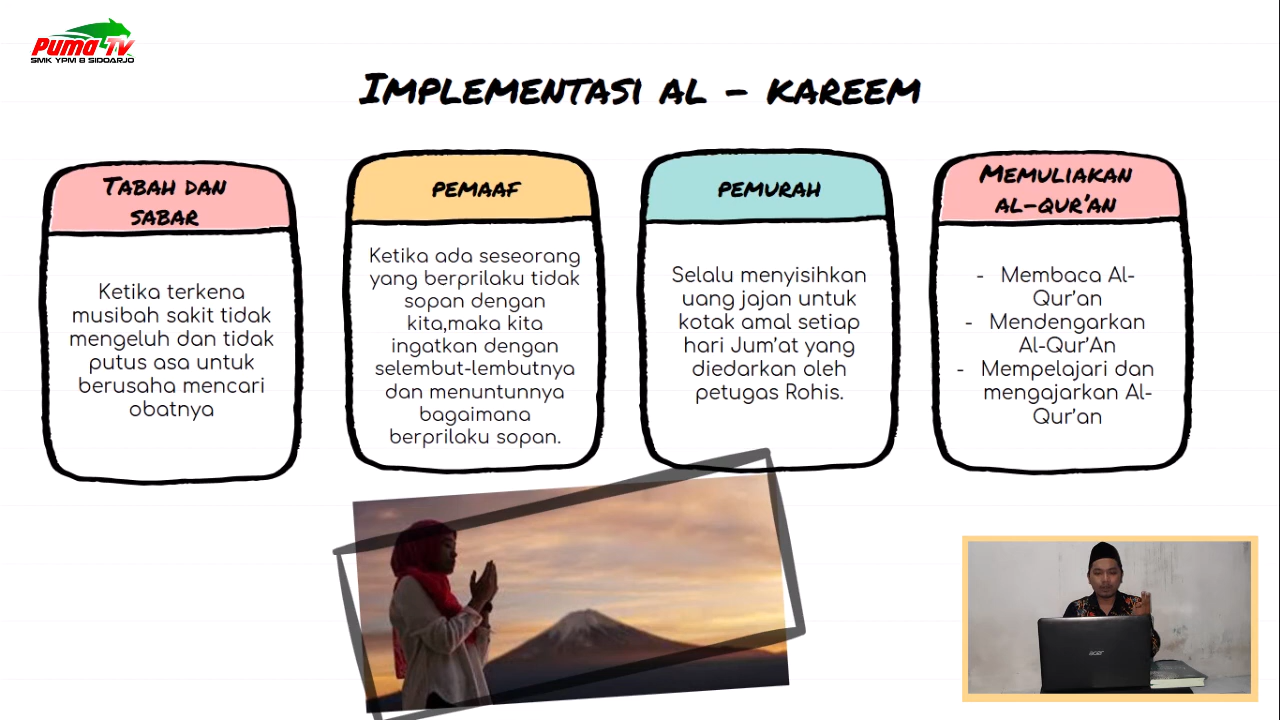 Puma TV
SMK YPM 8 SIDOARJO
IMPLEMENTASI AL - KAREEM
TABAH DAN
SABAR
Ketika terkena
musibah sakit tidak
mengeluh dan tidak
putus asa untuk
berusaha mencari
obatnya
PEMAAF
Ketika ada seseorang
yang berprilaku tidak
sopan dengan
kita,maka kita
ingatkan dengan
selembut-lembutnya
dan menuntunnya
bagaimana
berprilaku sopan.
PEMURAH
Selalu menyisihkan
uang jajan untuk
kotak amal setiap
hari Jum'at yang
diedarkan oleh
petugas Rohis.
MEMULIAKAN
AL-QUR'AN
- Membaca Al-
Qur'an
- Mendengarkan
Al-Qur'An
- Mempelajari dan
mengajarkan Al-
Qur'an
acer